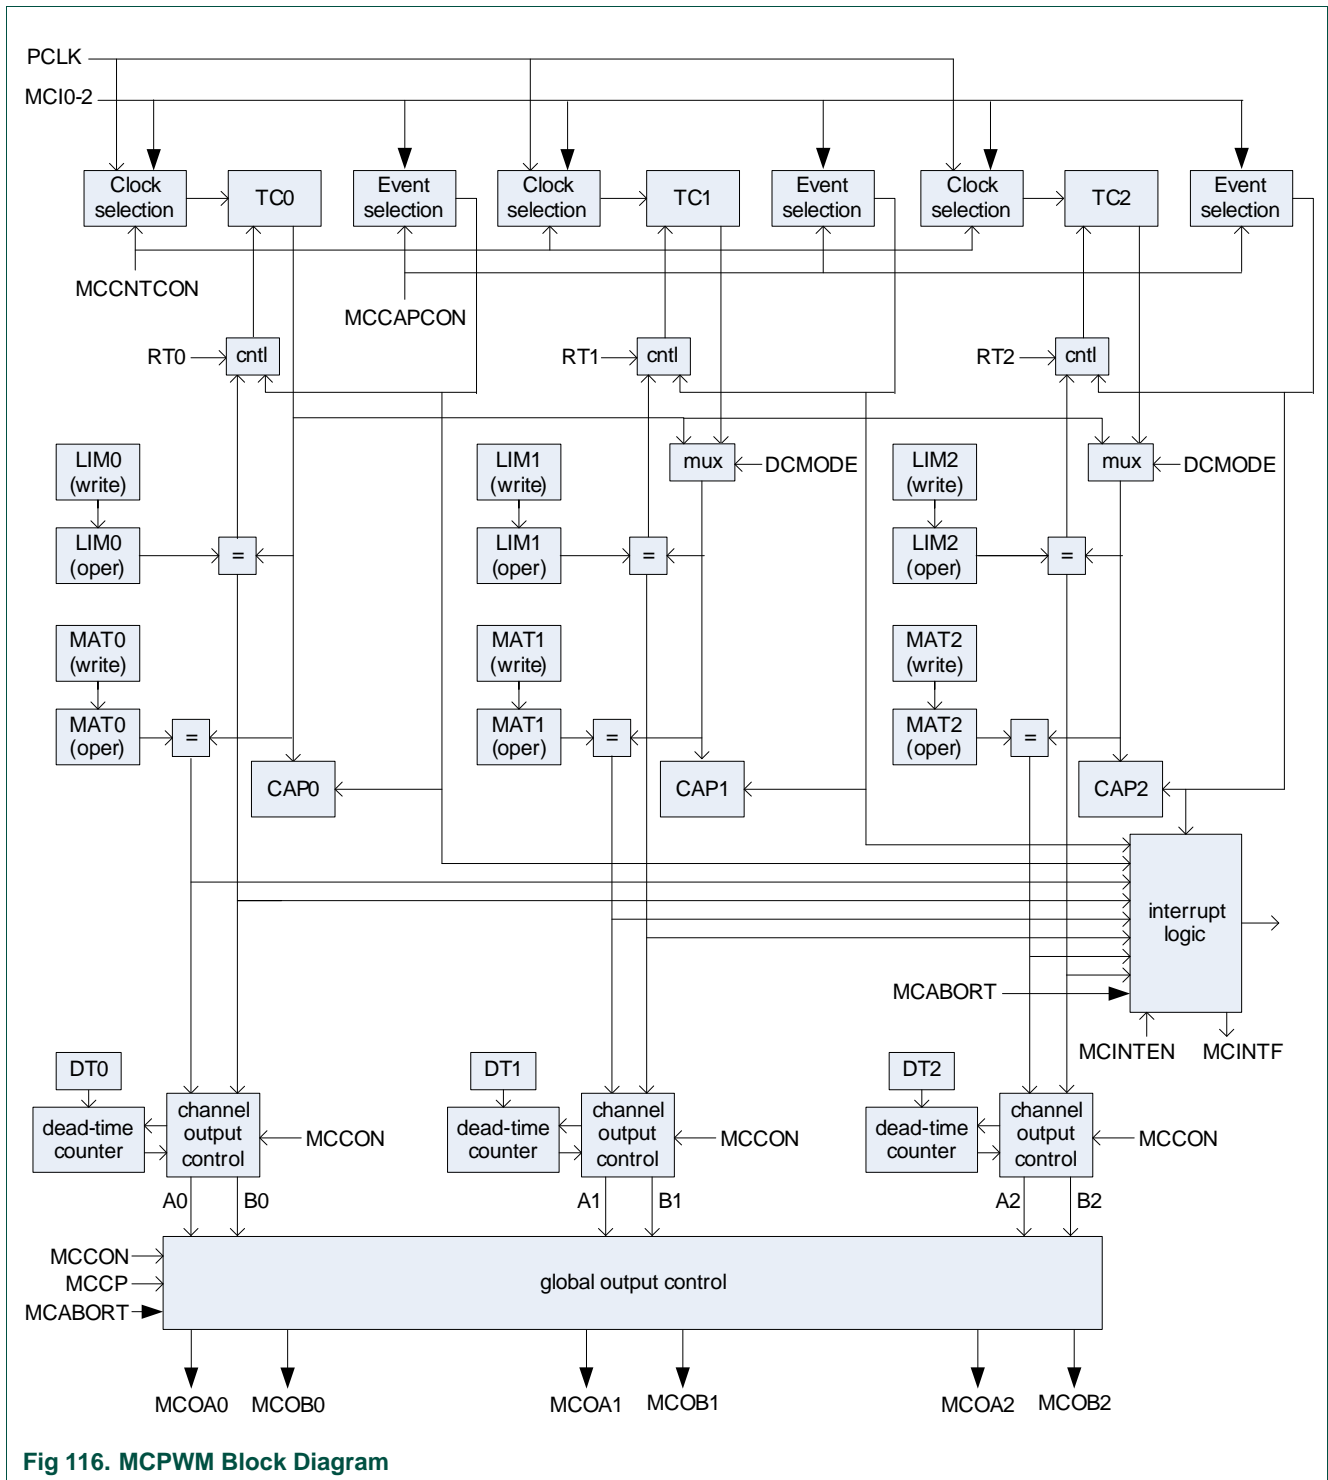 PCLK
MCI0-2
Clock
selection
TC0
Event
selection
Clock
selection
TC1
Event
selection
Clock
selection
TC2
Event
selection
MCCNTCON
MCCAPCON
RT0
cntl
RT1
cntl
RT2
cntl
LIM0
(write)
LIM1
(write)
mux
DCMODE
LIM2
(write)
mux
DCMODE
LIM0
(oper)
=
LIM1
(oper)
=
LIM2
(oper)
=
MAT0
(write)
MAT1
(write)
MAT2
(write)
MAT0
(oper)
=
MAT1
(oper)
=
MAT2
(oper)
=
CAP0
CAP1
CAP2
interrupt
logic
MCABORT
MCINTEN
MCINTF
DT0
DT1
DT2
dead-time
counter
channel
output
control
MCCON
dead-time
counter
channel
output
control
MCCON
dead-time
counter
channel
output
control
MCCON
A0
B0
A1
B1
A2
B2
MCCON
MCCP
MCABORT
global output control
MCOA0
MCOB0
MCOA1
MCOB1
MCOA2
MCOB2
Fig 116. MCPWM Block Diagram